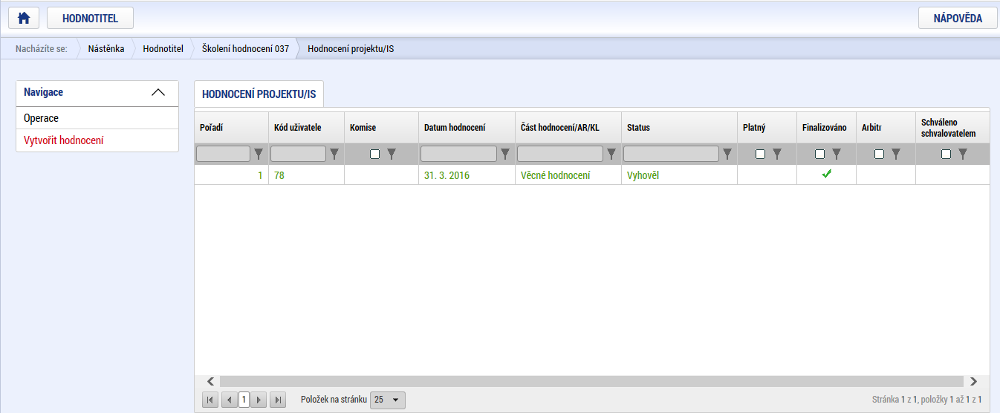 HODNOTITEL
NÁPOVĚDA
Nacházíte se: Nástěnka Hodnotitel Školení hodnocení 037 Hodnocení projektu/IS
Navigace
Operace
Vytvořit hodnocení
HODNOCENÍ PROJEKTU/IS
Pořadí Kód uživatele Komise Datum hodnocení Část hodnocení/AR/KL Status Platný Finalizováno Arbitr Schváleno schvalovatelem
1 78 31. 3. 2016 Věcné hodnocení Vyhověl
1 Položek na stránku 25 Stránka 1 z 1, položky 1 až 1 z 1